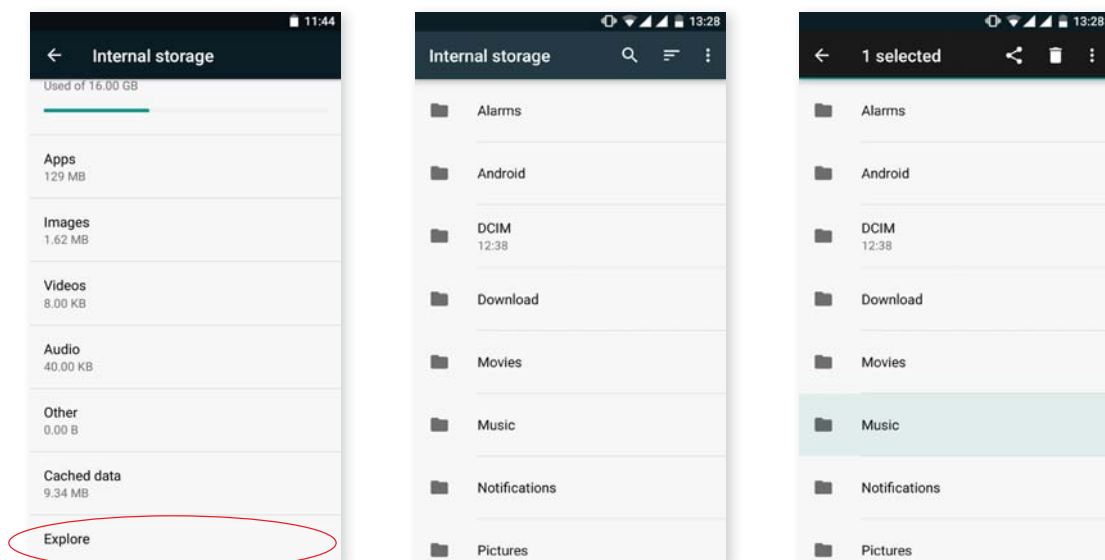 11:44
Internal storage
Used of 16.00 GB
Apps
129 MB
Images
1.62 MB
Videos
8.00 KB
Audio
40.00 KB
Other
0.00 B
Cached data
9.34 MB
Explore
13:28
Internal storage
Alarms
Android
DCIM
12:38
Download
Movies
Music
Notifications
Pictures
13:28
1 selected
Alarms
Android
DCIM
12:38
Download
Movies
Music
Notifications
Pictures